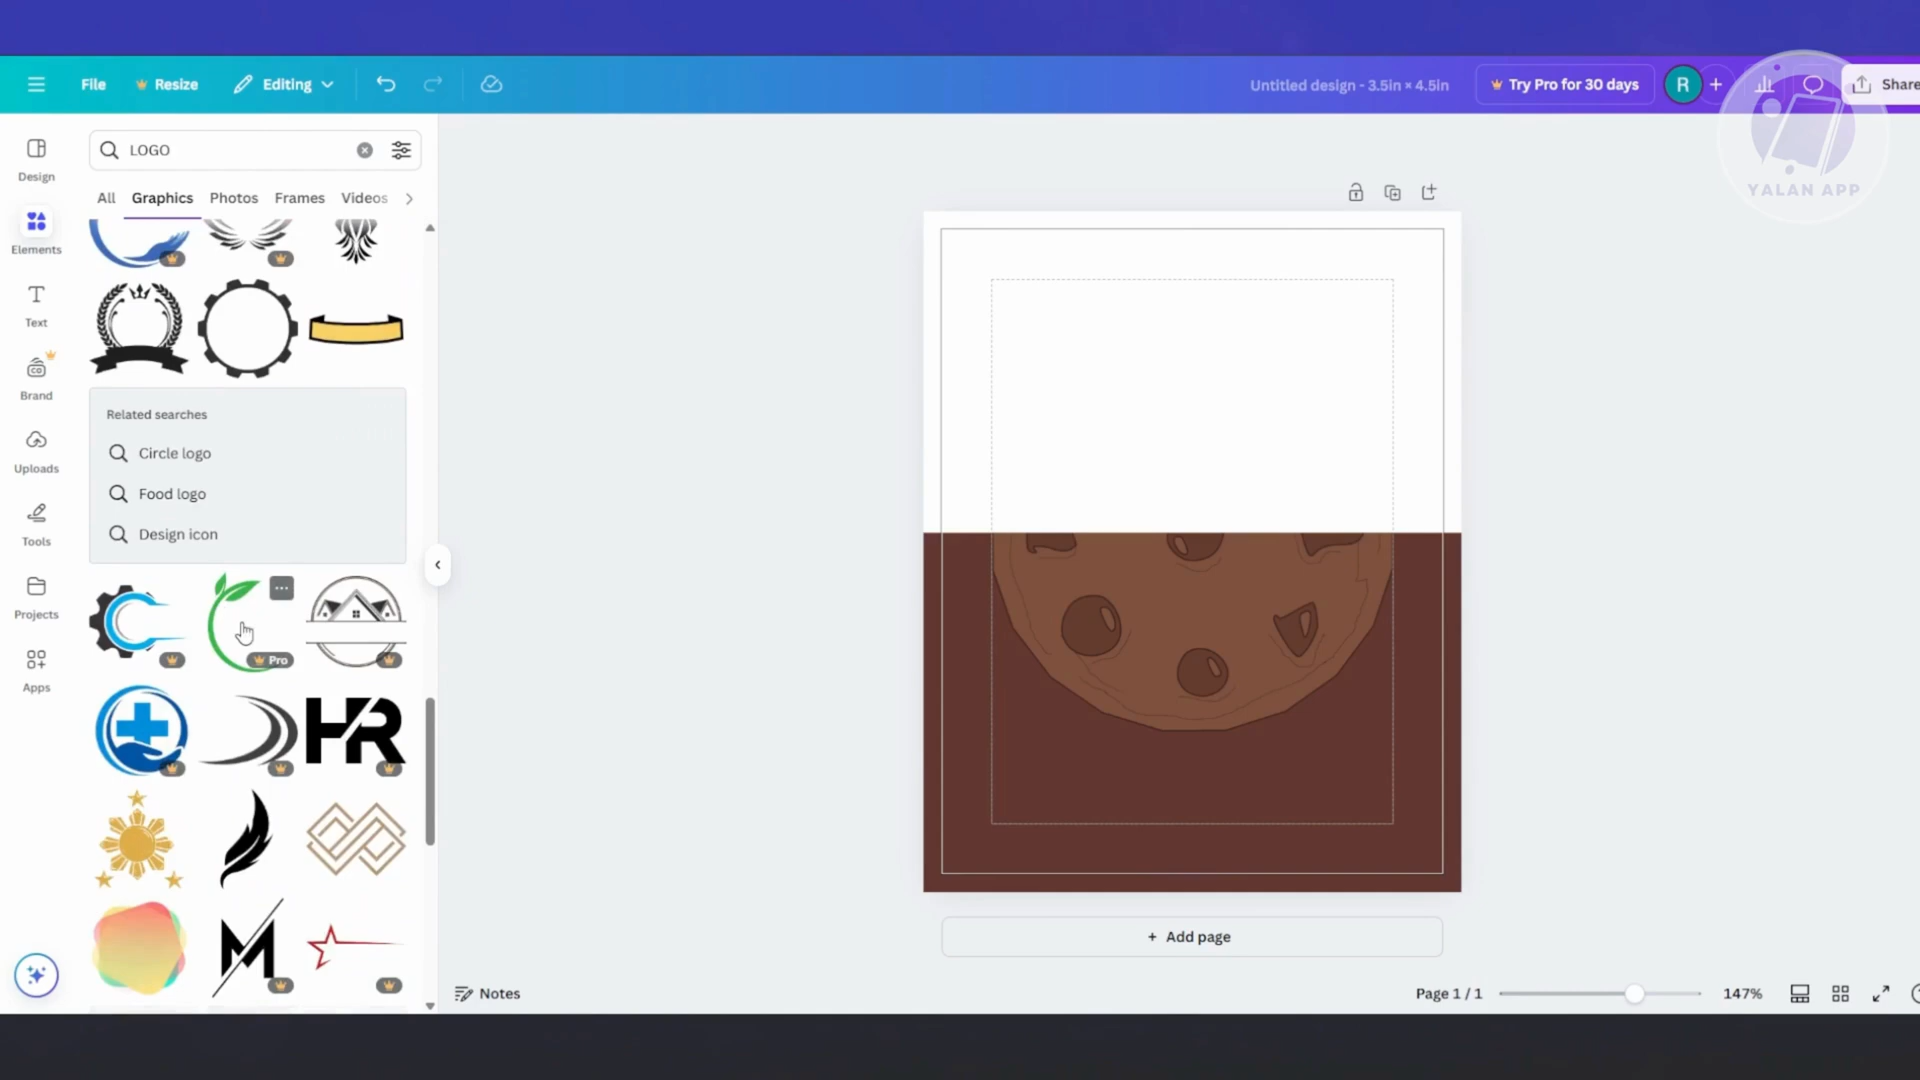 File
Resize
Editing
Untitled design - 3.5in × 4.5in
Try Pro for 30 days
R
Share
YALAN APP
Design
Elements
Text
Brand
Uploads
Tools
Projects
Apps
LOGO
All
Graphics
Photos
Frames
Videos
Related searches
Circle logo
Food logo
Design icon
Pro
HR
M
+ Add page
Notes
Page 1 / 1
147%